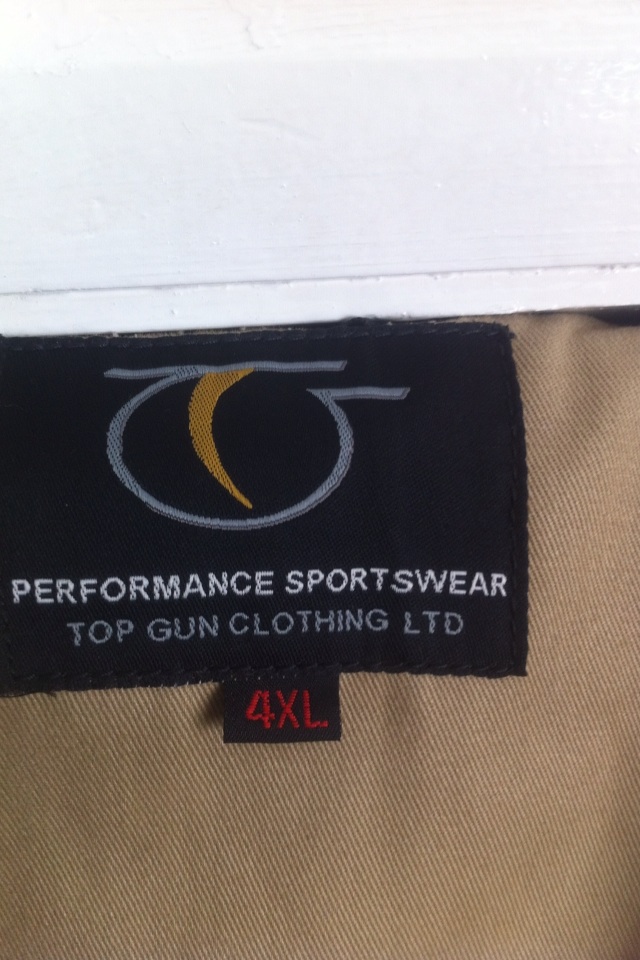 PERFORMANCE SPORTSWEAR
TOP GUN CLOTHING LTD
4XL